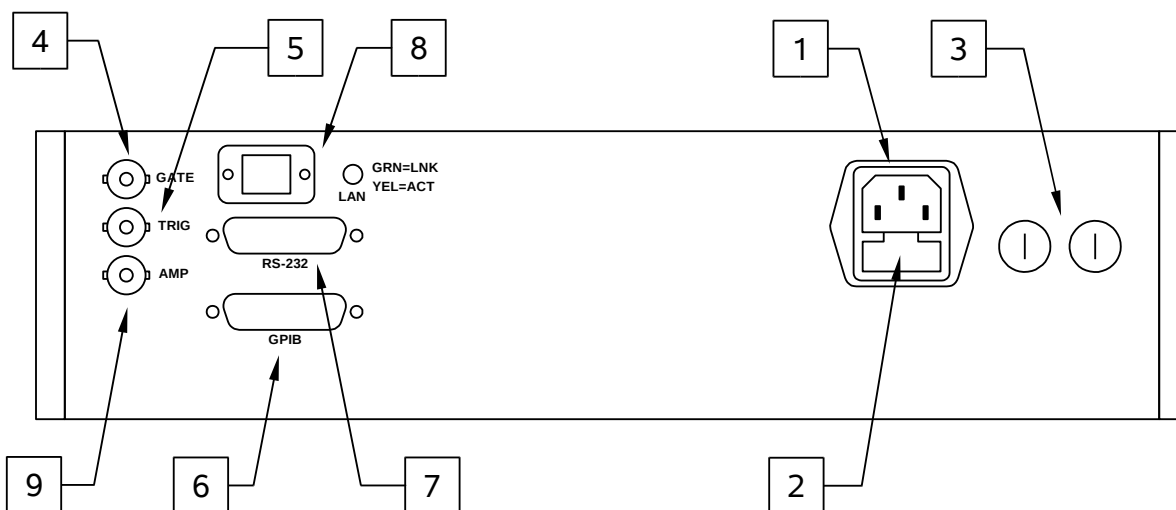 4
5
8
1
3
GATE
GRN=LNK
YEL=ACT
LAN
TRIG
RS-232
AMP
GPIB
9
6
7
2